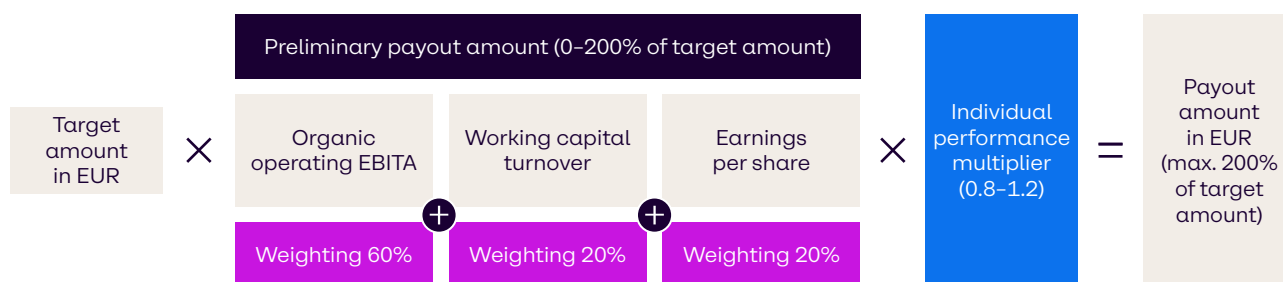 Preliminary payout amount (0–200% of target amount)
Target
amount
in EUR
×
Organic
operating EBITA
Working capital
turnover
Earnings
per share
×
Individual
performance
multiplier
(0.8–1.2)
=
Payout
amount
in EUR
(max. 200%
of target
amount)
+
+
Weighting 60%
Weighting 20%
Weighting 20%